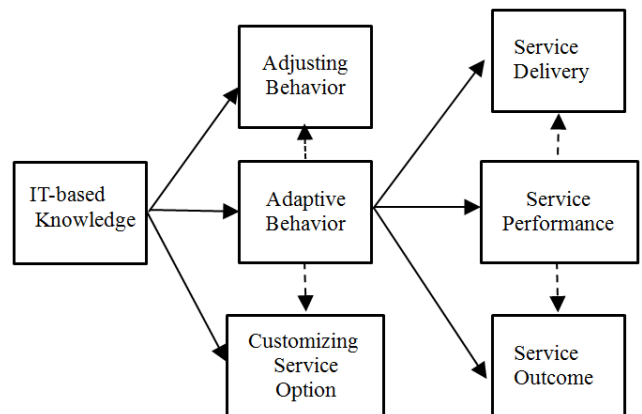 Adjusting
Behavior
Service
Delivery
IT-based
Knowledge
Adaptive
Behavior
Service
Performance
Customizing
Service
Option
Service
Outcome